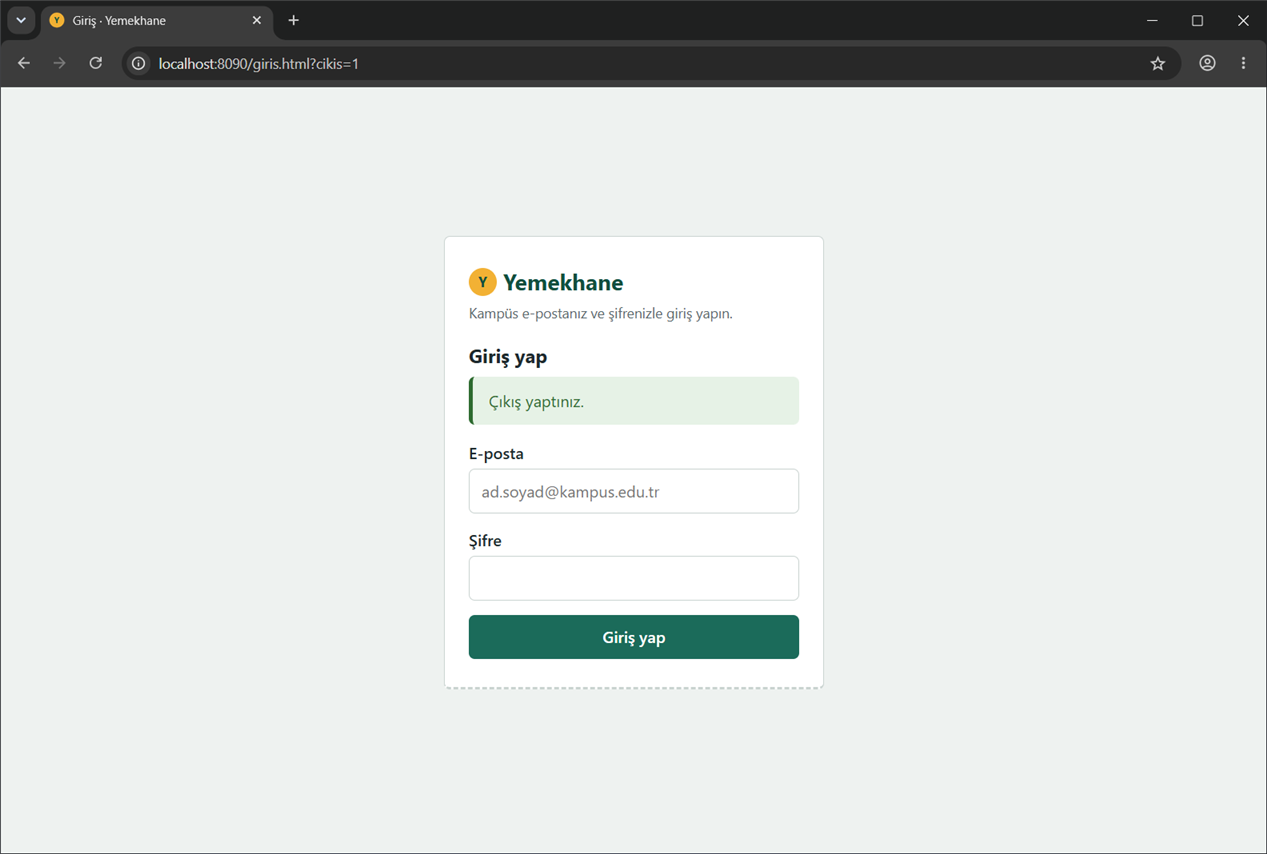 Y Giriş · Yemekhane
localhost:8090/giris.html?cikis=1
Y Yemekhane
Kampüs e-postanız ve şifrenizle giriş yapın.
Giriş yap
Çıkış yaptınız.
E-posta
ad.soyad@kampus.edu.tr
Şifre
Giriş yap